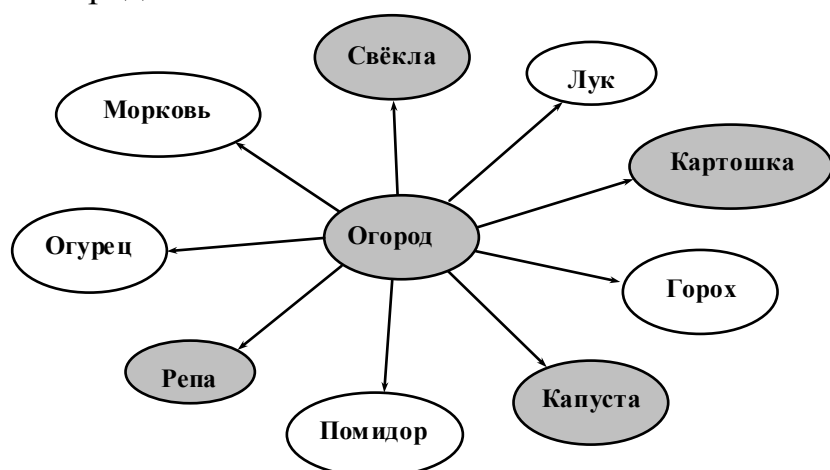 Свёкла
Лук
Морковь
Картошка
Огород
Огурец
Горох
Репа
Капуста
Помидор